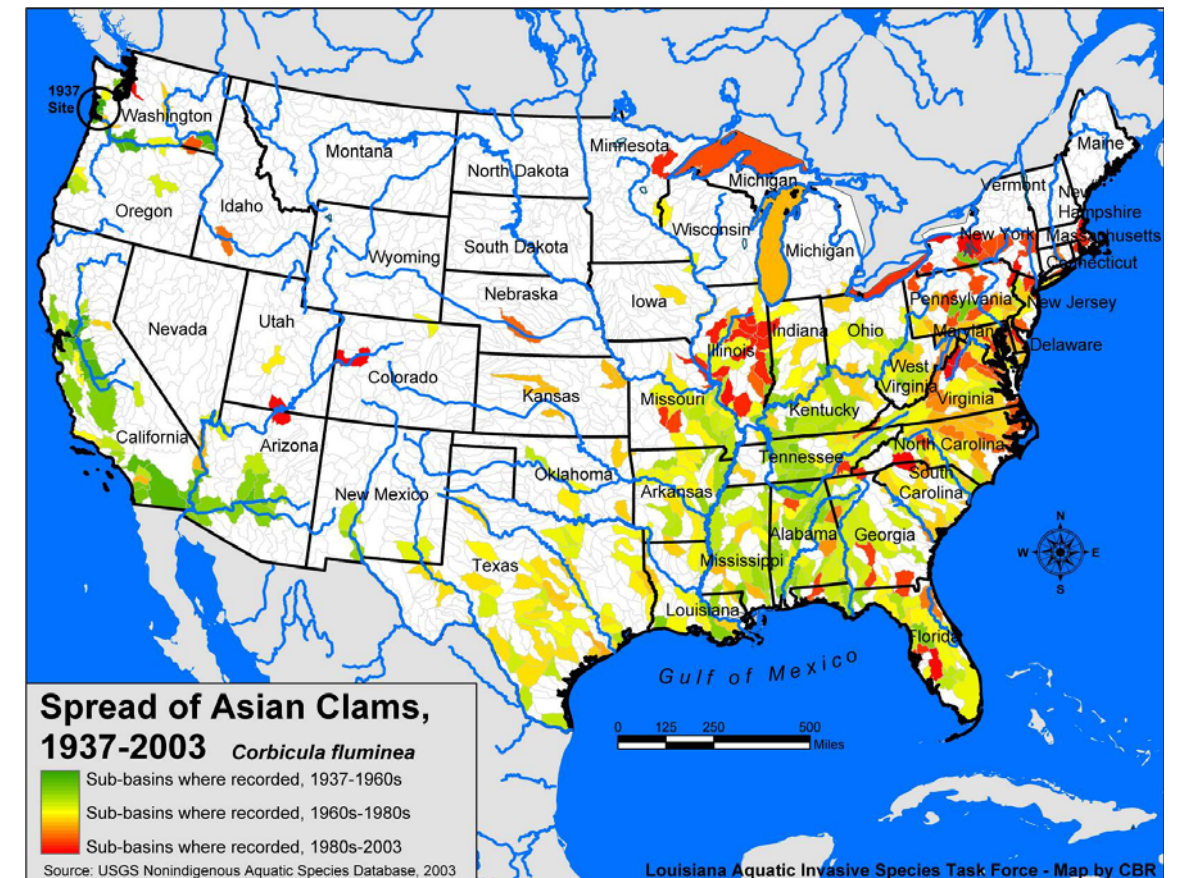 1937
Site
Washington
Montana
North Dakota
Minnesota
Michigan
Maine
Vermont
New
Hampshire
Oregon
Idaho
Wyoming
South Dakota
Wisconsin
Michigan
New York
Massachusetts
Connecticut
Nebraska
Iowa
Pennsylvania
New Jersey
Nevada
Utah
Colorado
Kansas
Missouri
Illinois
Indiana
Ohio
Maryland
Delaware
West
Virginia
Virginia
Kentucky
California
Arizona
New Mexico
Oklahoma
Arkansas
Tennessee
North Carolina
South
Carolina
Texas
Mississippi
Alabama
Georgia
Louisiana
Florida
Gulf of Mexico
N
W E
S
0 125 250 500
Miles
Spread of Asian Clams,
1937-2003 Corbicula fluminea
Sub-basins where recorded, 1937-1960s
Sub-basins where recorded, 1960s-1980s
Sub-basins where recorded, 1980s-2003
Source: USGS Nonindigenous Aquatic Species Database, 2003
Louisiana Aquatic Invasive Species Task Force - Map by CBR